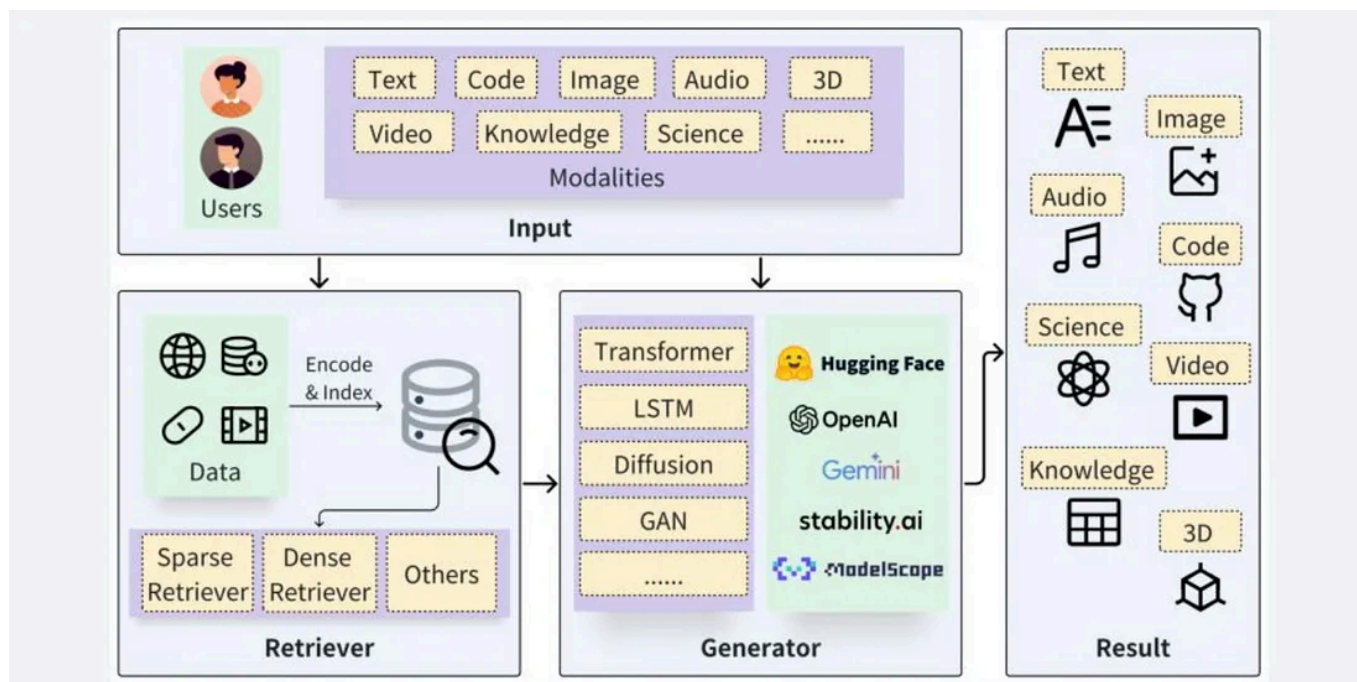 Text
Code
Image
Audio
3D
Video
Knowledge
Science
......
Modalities
Users
Input
Encode
& Index
Data
Sparse
Retriever
Dense
Retriever
Others
Retriever
Transformer
LSTM
Diffusion
GAN
......
Hugging Face
OpenAI
Gemini
stability.ai
ModelScope
Generator
Text
Image
Audio
Code
Science
Video
Knowledge
3D
Result